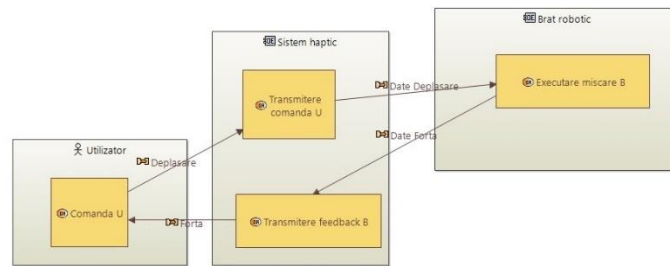 Brat robotic
Executare miscare B
Sistem haptic
Transmitere
comanda U
Date Deplasare
Date Forta
Transmitere feedback B
Utilizator
Comanda U
Deplasare
Forta